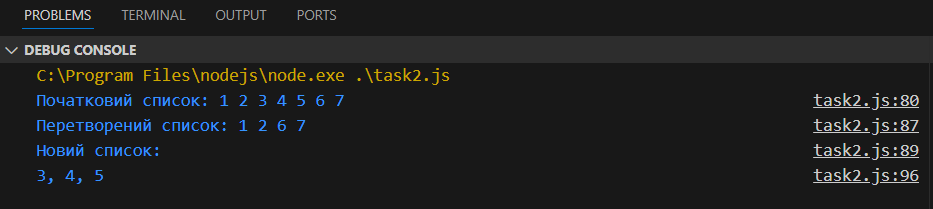 PROBLEMS TERMINAL OUTPUT PORTS
DEBUG CONSOLE
C:\Program Files\nodejs\node.exe .\task2.js
Початковий список: 1 2 3 4 5 6 7 task2.js:80
Перетворений список: 1 2 6 7 task2.js:87
Новий список: task2.js:89
3, 4, 5 task2.js:96